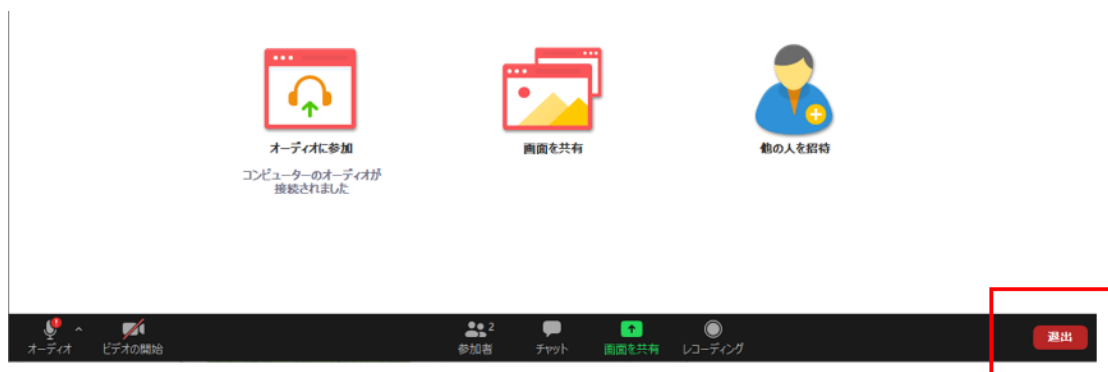 オーディオに参加
コンピューターのオーディオが
接続されました
画面を共有
他の人を招待
オーディオ
ビデオの開始
2
参加者
チャット
画面を共有
レコーディング
退出